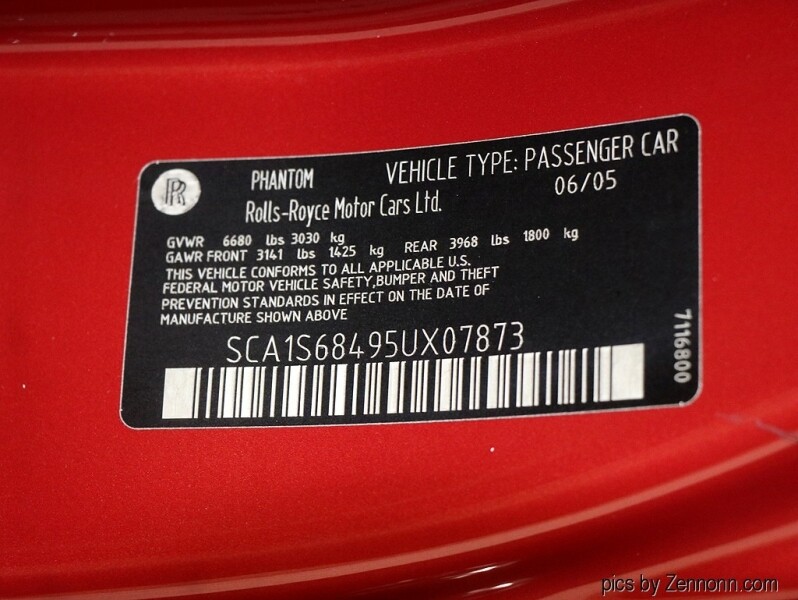 RR
PHANTOM
VEHICLE TYPE: PASSENGER CAR
Rolls-Royce Motor Cars Ltd.
06/05
GVWR 6680 lbs 3030 kg
GAWR FRONT 3141 lbs 1425 kg REAR 3968 lbs 1800 kg
THIS VEHICLE CONFORMS TO ALL APPLICABLE U.S.
FEDERAL MOTOR VEHICLE SAFETY,BUMPER AND THEFT
PREVENTION STANDARDS IN EFFECT ON THE DATE OF
MANUFACTURE SHOWN ABOVE
SCA1S68495UX07873
7116800
pics by Zennonn.com